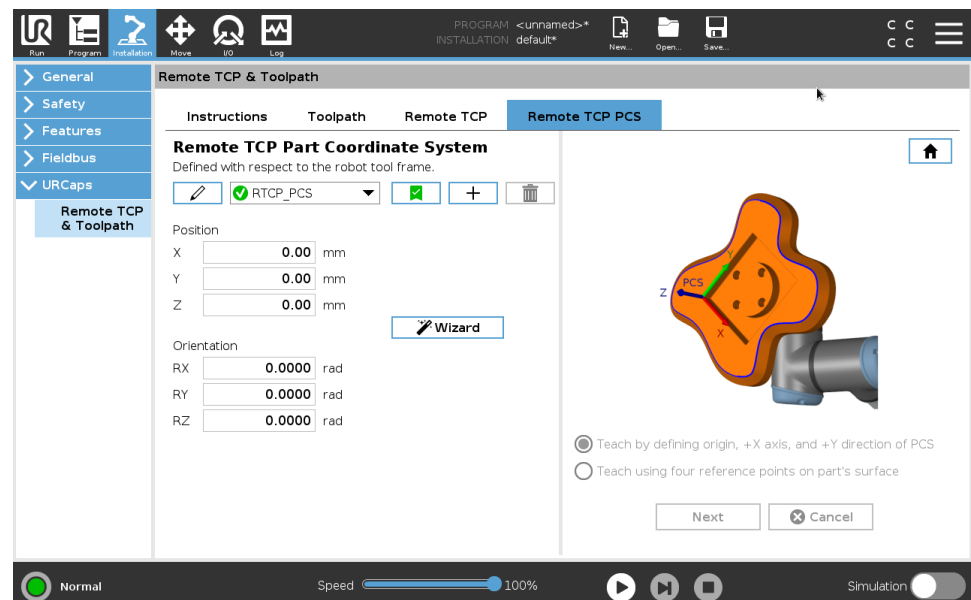 PROGRAM <unnamed>*
INSTALLATION default*
Run Program Installation Move I/O Log New... Open... Save...
C C
C C
General
Safety
Features
Fieldbus
URCaps
Remote TCP
& Toolpath
Remote TCP & Toolpath
Instructions Toolpath Remote TCP Remote TCP PCS
Remote TCP Part Coordinate System
Defined with respect to the robot tool frame.
RTCP_PCS
Position
X 0.00 mm
Y 0.00 mm
Z 0.00 mm
Wizard
Orientation
RX 0.0000 rad
RY 0.0000 rad
RZ 0.0000 rad
Y
PCS
Z
X
Teach by defining origin, +X axis, and +Y direction of PCS
Teach using four reference points on part's surface
Next Cancel
Normal Speed 100% Simulation